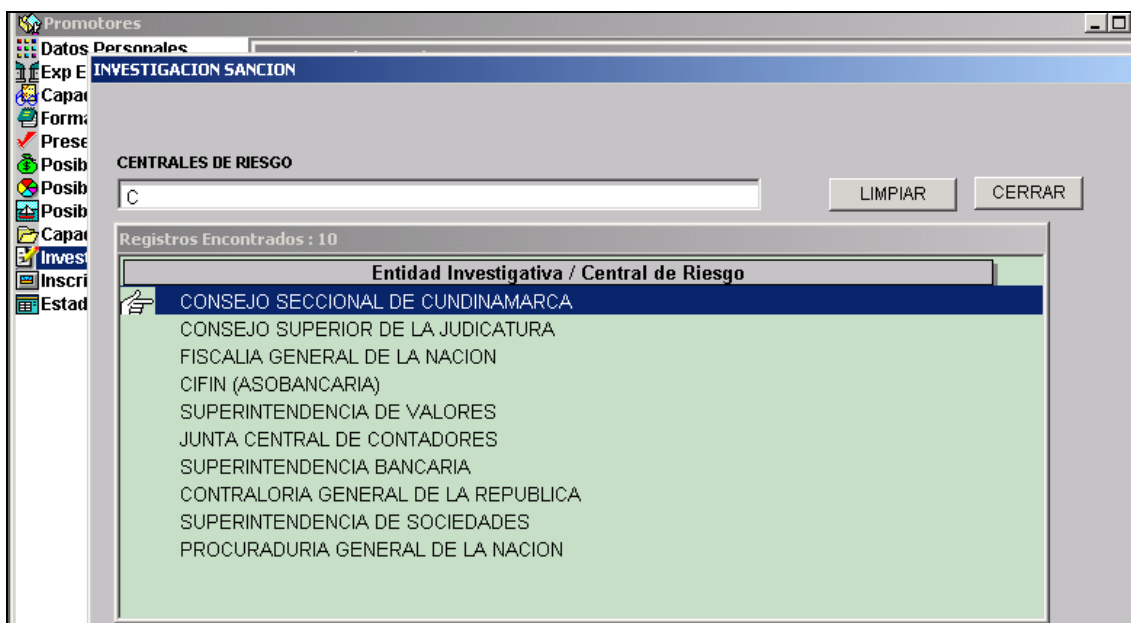 Promotores
Datos Personales
Exp E
INVESTIGACION SANCION
Capa
Forma
Prese
Posib
CENTRALES DE RIESGO
Posib
C
LIMPIAR
CERRAR
Posib
Capa
Registros Encontrados : 10
Invest
Entidad Investigativa / Central de Riesgo
Inscri
Estad
CONSEJO SECCIONAL DE CUNDINAMARCA
CONSEJO SUPERIOR DE LA JUDICATURA
FISCALIA GENERAL DE LA NACION
CIFIN (ASOBANCARIA)
SUPERINTENDENCIA DE VALORES
JUNTA CENTRAL DE CONTADORES
SUPERINTENDENCIA BANCARIA
CONTRALORIA GENERAL DE LA REPUBLICA
SUPERINTENDENCIA DE SOCIEDADES
PROCURADURIA GENERAL DE LA NACION